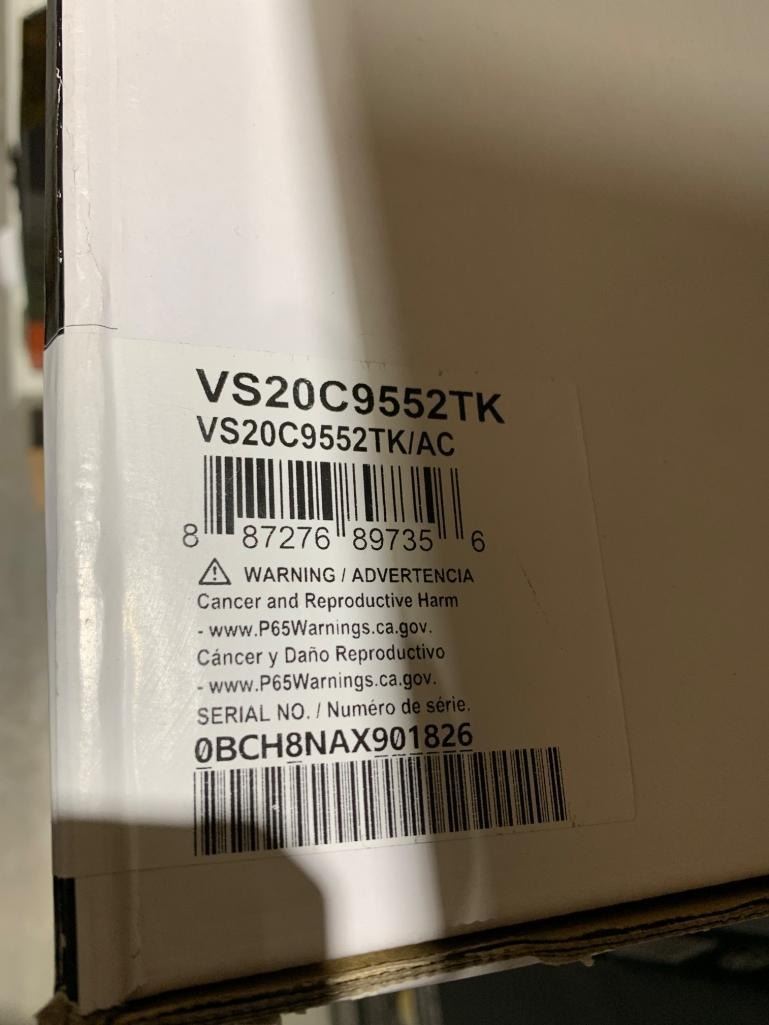 VS20C9552TK
VS20C9552TK/AC
8 87276 89735 6
⚠ WARNING / ADVERTENCIA
Cancer and Reproductive Harm
- www.P65Warnings.ca.gov.
Cáncer y Daño Reproductivo
- www.P65Warnings.ca.gov.
SERIAL NO. / Numéro de série.
0BCH8NAX901826